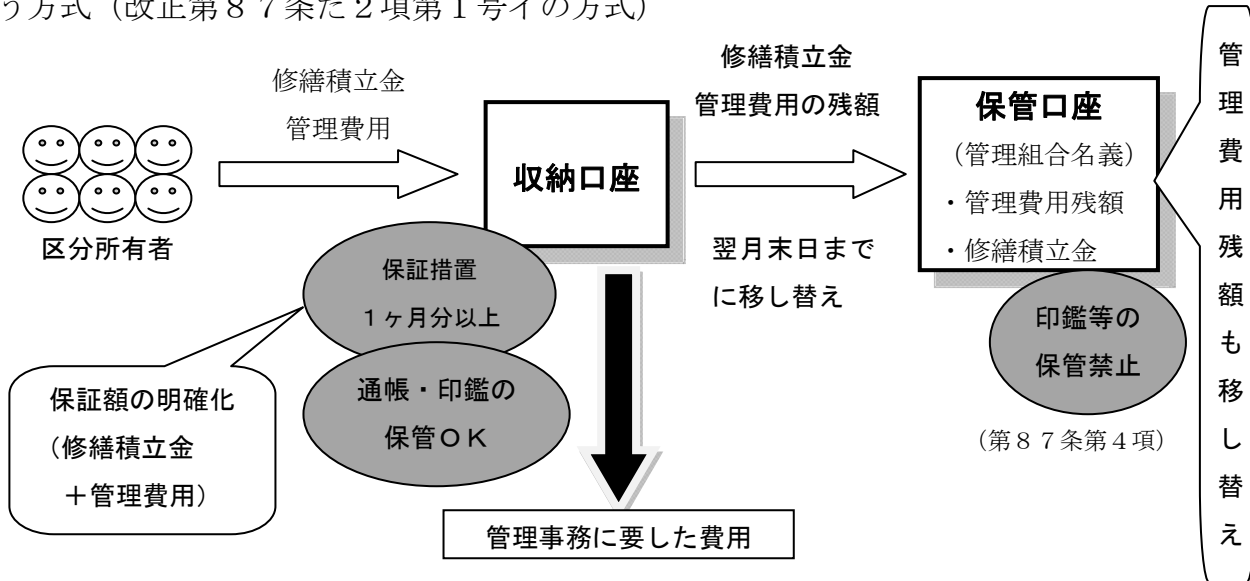 う方式（改正第８７条た２項第１号イの方式）
修繕積立金
管理費用
区分所有者
収納口座
修繕積立金
管理費用の残額
翌月末日まで
に移し替え
保管口座
（管理組合名義）
・管理費用残額
・修繕積立金
管理費用残額も移し替え
保証措置
１ヶ月分以上
通帳・印鑑の
保管ＯＫ
印鑑等の
保管禁止
（第８７条第４項）
保証額の明確化
（修繕積立金
＋管理費用）
管理事務に要した費用